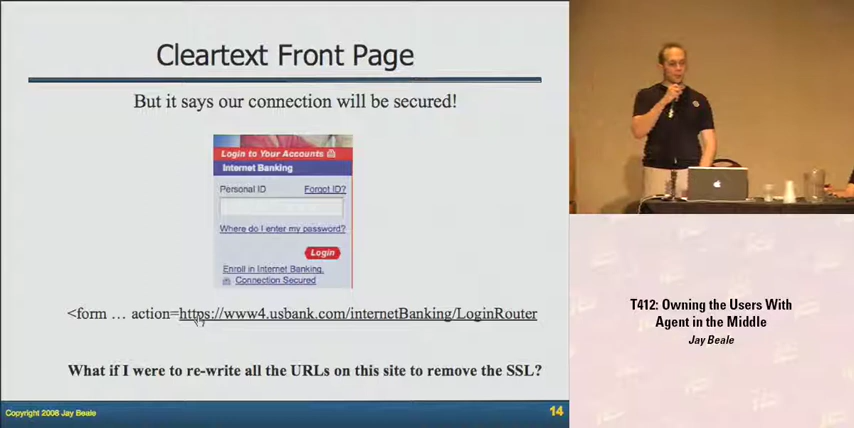 Cleartext Front Page
But it says our connection will be secured!
Login to Your Accounts
Internet Banking
Personal ID Forgot ID?
Where do I enter my password?
Login
Enroll in Internet Banking.
Connection Secured
<form … action=https://www4.usbank.com/internetBanking/LoginRouter
What if I were to re-write all the URLs on this site to remove the SSL?
Copyright 2008 Jay Beale
14
T412: Owning the Users With
Agent in the Middle
Jay Beale